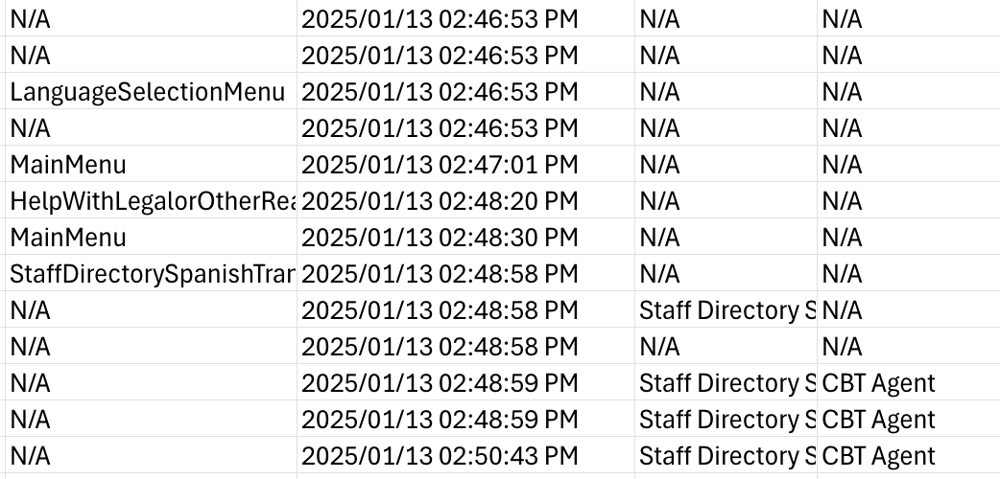 N/A 2025/01/13 02:46:53 PM N/A N/A
N/A 2025/01/13 02:46:53 PM N/A N/A
LanguageSelectionMenu 2025/01/13 02:46:53 PM N/A N/A
N/A 2025/01/13 02:46:53 PM N/A N/A
MainMenu 2025/01/13 02:47:01 PM N/A N/A
HelpWithLegalorOtherRea 2025/01/13 02:48:20 PM N/A N/A
MainMenu 2025/01/13 02:48:30 PM N/A N/A
StaffDirectorySpanishTran 2025/01/13 02:48:58 PM N/A N/A
N/A 2025/01/13 02:48:58 PM Staff Directory S N/A
N/A 2025/01/13 02:48:58 PM N/A N/A
N/A 2025/01/13 02:48:59 PM Staff Directory S CBT Agent
N/A 2025/01/13 02:48:59 PM Staff Directory S CBT Agent
N/A 2025/01/13 02:50:43 PM Staff Directory S CBT Agent